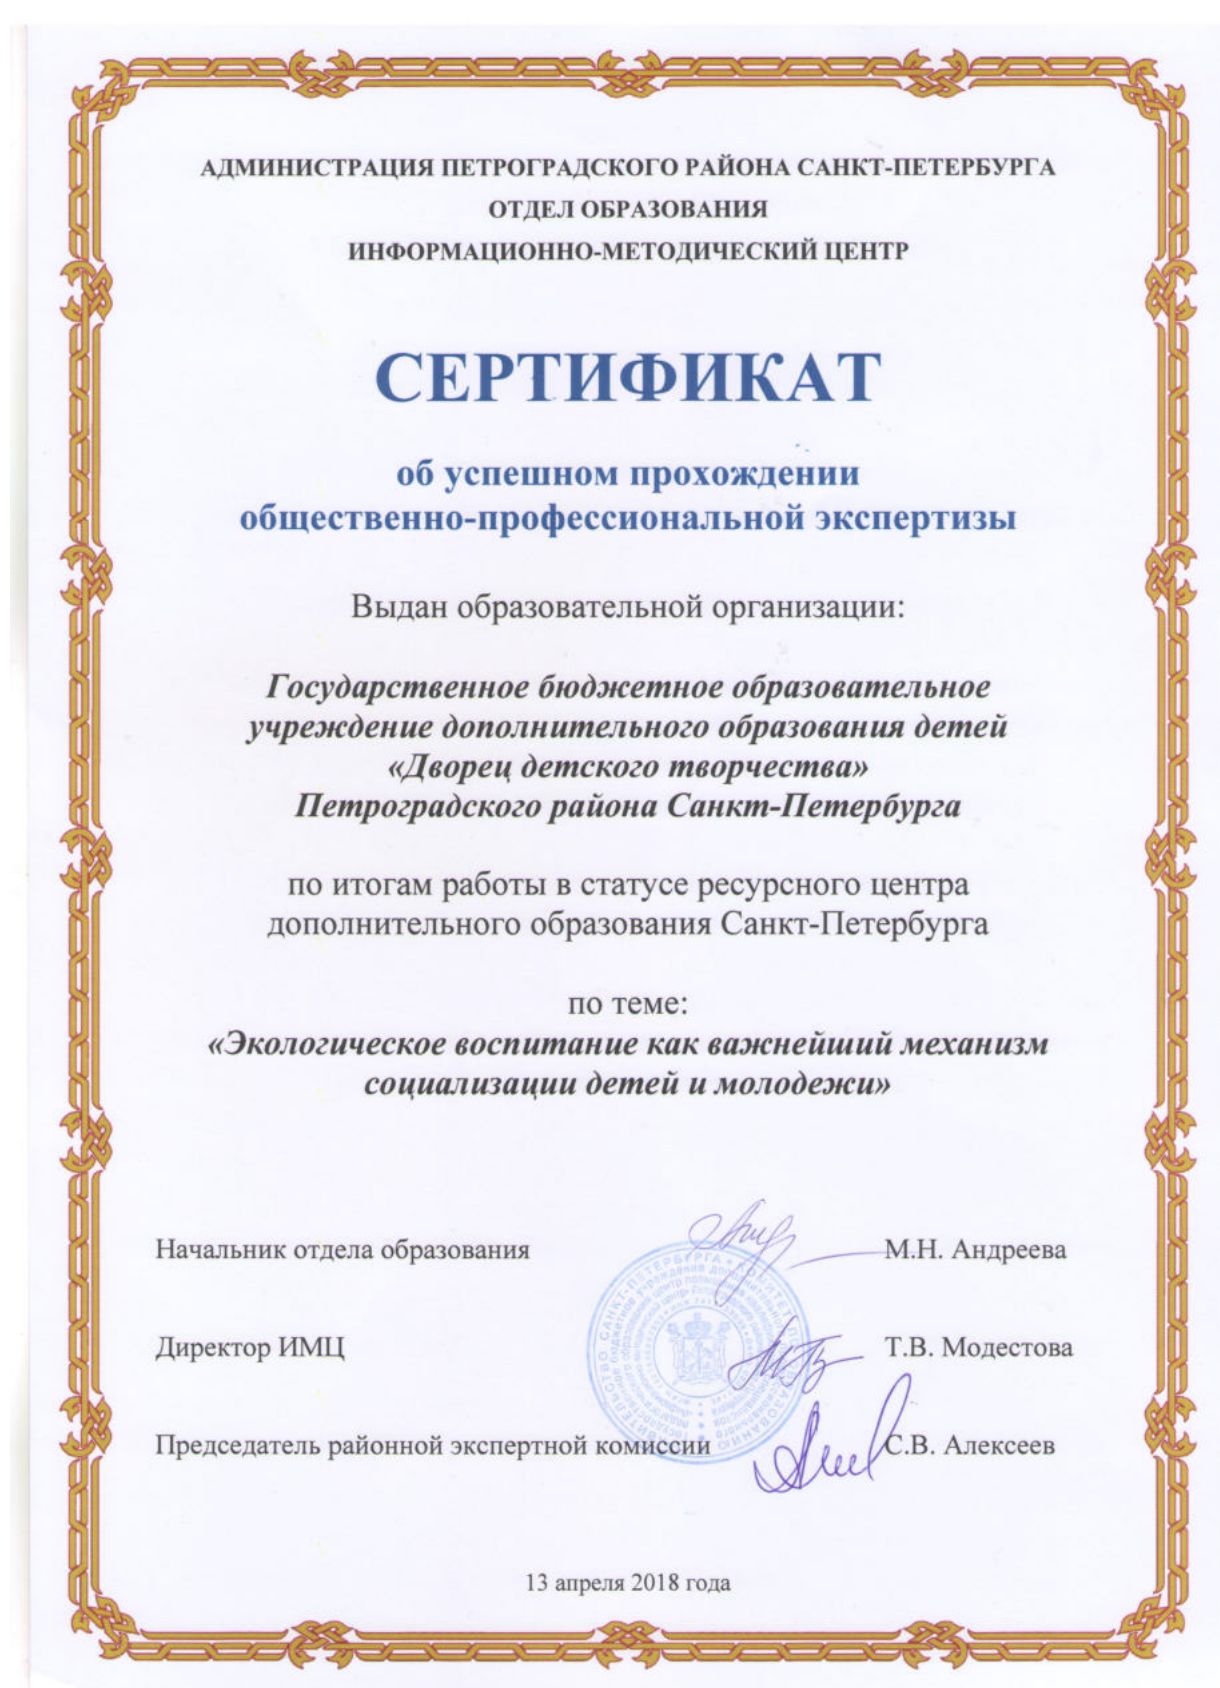 АДМИНИСТРАЦИЯ ПЕТРОГРАДСКОГО РАЙОНА САНКТ-ПЕТЕРБУРГА
ОТДЕЛ ОБРАЗОВАНИЯ
ИНФОРМАЦИОННО-МЕТОДИЧЕСКИЙ ЦЕНТР
СЕРТИФИКАТ
об успешном прохождении
общественно-профессиональной экспертизы
Выдан образовательной организации:
Государственное бюджетное образовательное
учреждение дополнительного образования детей
«Дворец детского творчества»
Петроградского района Санкт-Петербурга
по итогам работы в статусе ресурсного центра
дополнительного образования Санкт-Петербурга
по теме:
«Экологическое воспитание как важнейший механизм
социализации детей и молодежи»
Начальник отдела образования М.Н. Андреева
Директор ИМЦ Т.В. Модестова
Председатель районной экспертной комиссии С.В. Алексеев
13 апреля 2018 года